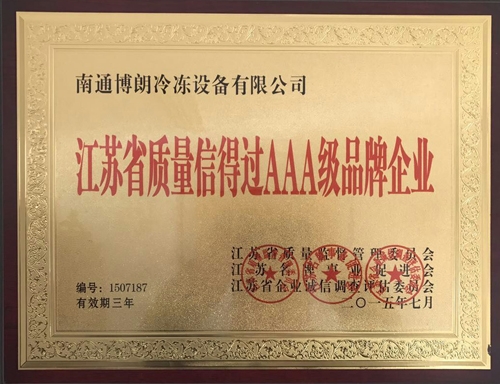 南通博朗冷冻设备有限公司
江苏省质量信得过AAA级品牌企业
江苏省质量监督管理委员会
江苏名牌事业促进会
江苏省企业诚信调查评估委员会
编号：1507187
有效期三年
二〇一五年七月